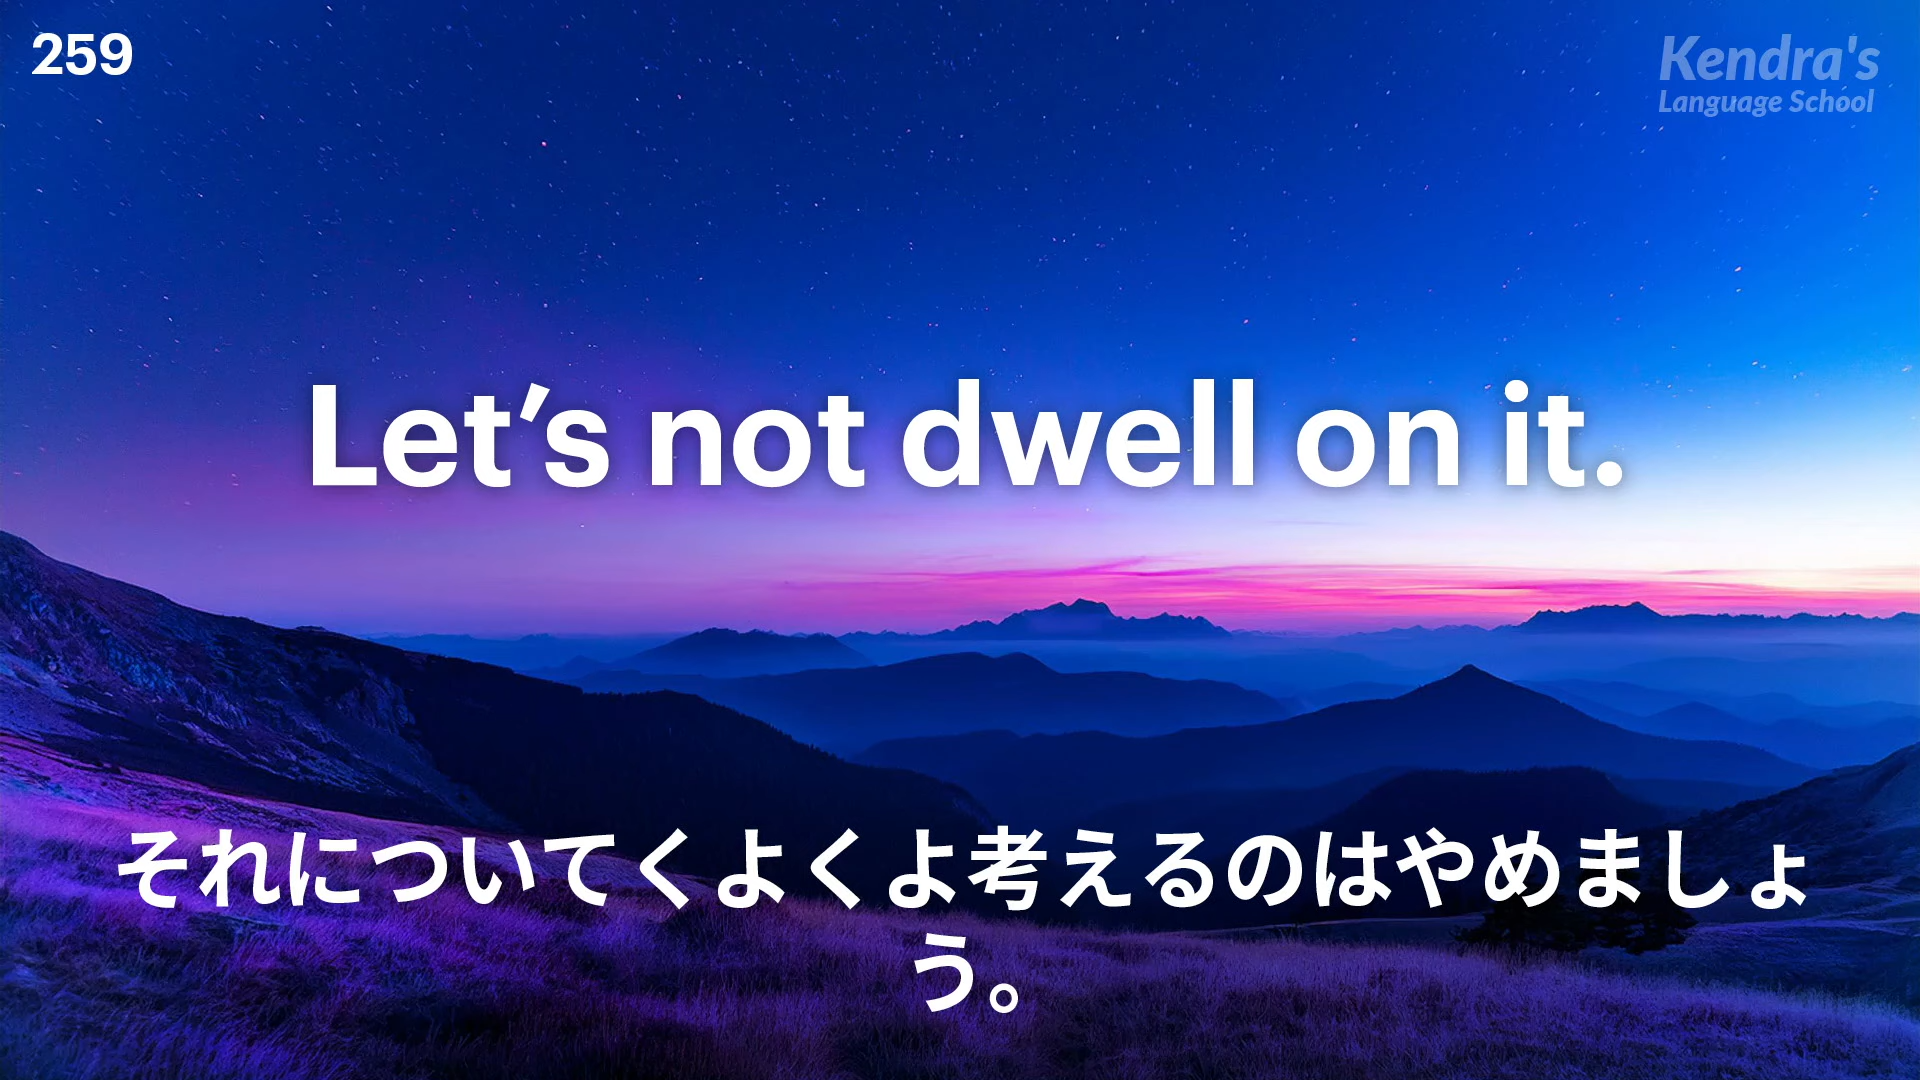 259
Kendra's
Language School
Let's not dwell on it.
それについてくよくよ考えるのはやめましょ
う。